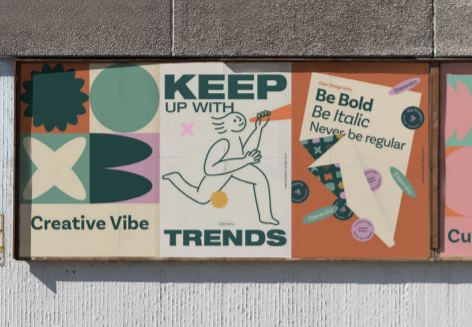 Creative Vibe
KEEP
UP WITH
TRENDS
Be Bold
Be Italic
Never be regular
Cu